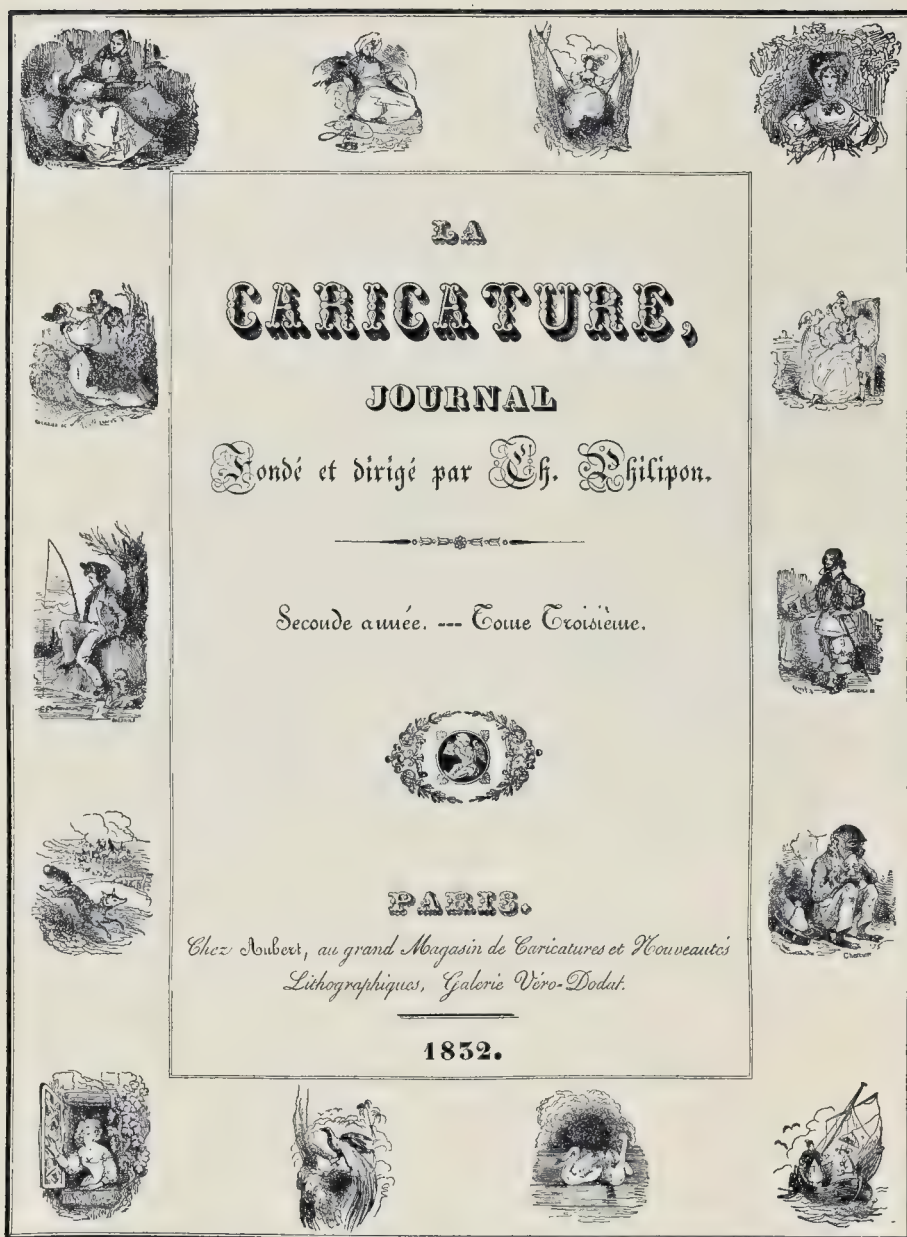 LA
CARICATURE,
JOURNAL
Fondé et dirigé par Ch. Philipon.
Seconde année. --- Tome Troisième.
PARIS.
Chez Aubert, au grand Magasin de Caricatures et Nouveautés
Lithographiques, Galerie Véro-Dodat.
1832.